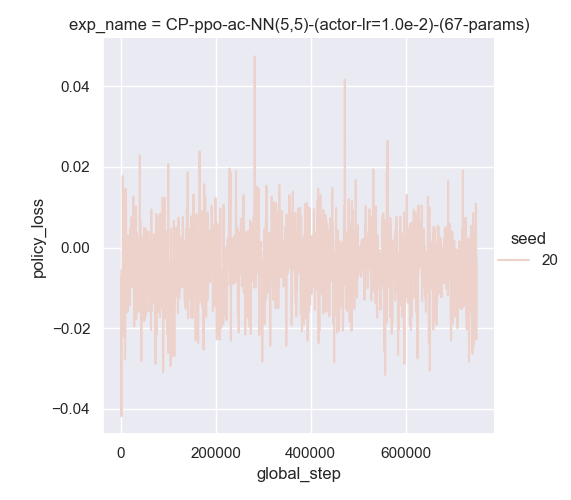 exp_name = CP-ppo-ac-NN(5,5)-(actor-lr=1.0e-2)-(67-params)
0.04
0.02
0.00
−0.02
−0.04
policy_loss
0
200000
400000
600000
global_step
seed
20